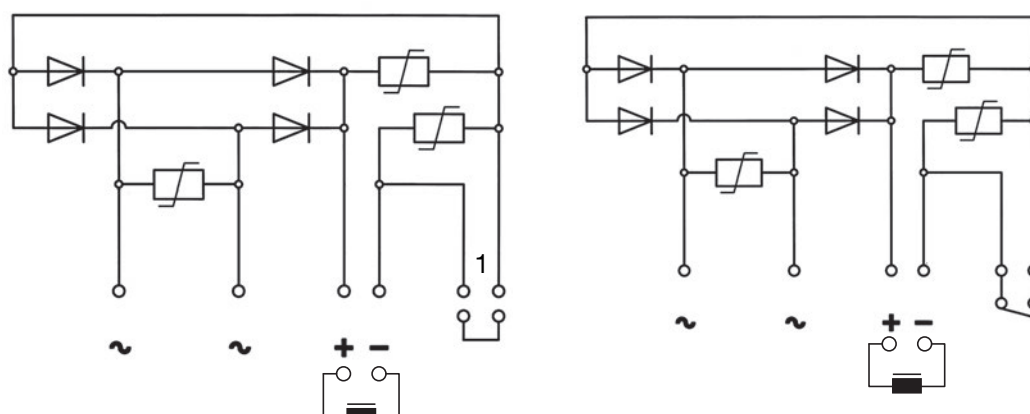 1
~ ~ + − ~ ~ + −